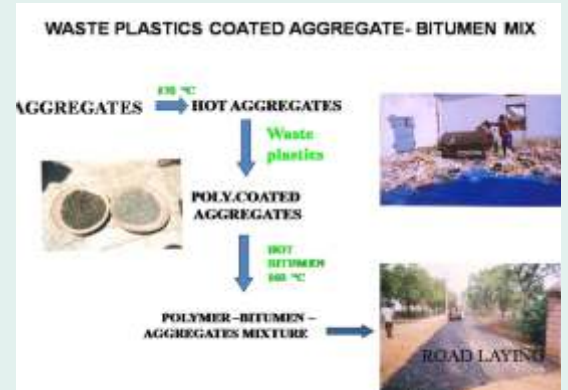 WASTE PLASTICS COATED AGGREGATE- BITUMEN MIX
AGGREGATES
HOT AGGREGATES
Waste
plastics
POLY.COATED
AGGREGATES
HOT
BITUMEN
POLYMER–BITUMEN –
AGGREGATES MIXTURE
ROAD LAYING